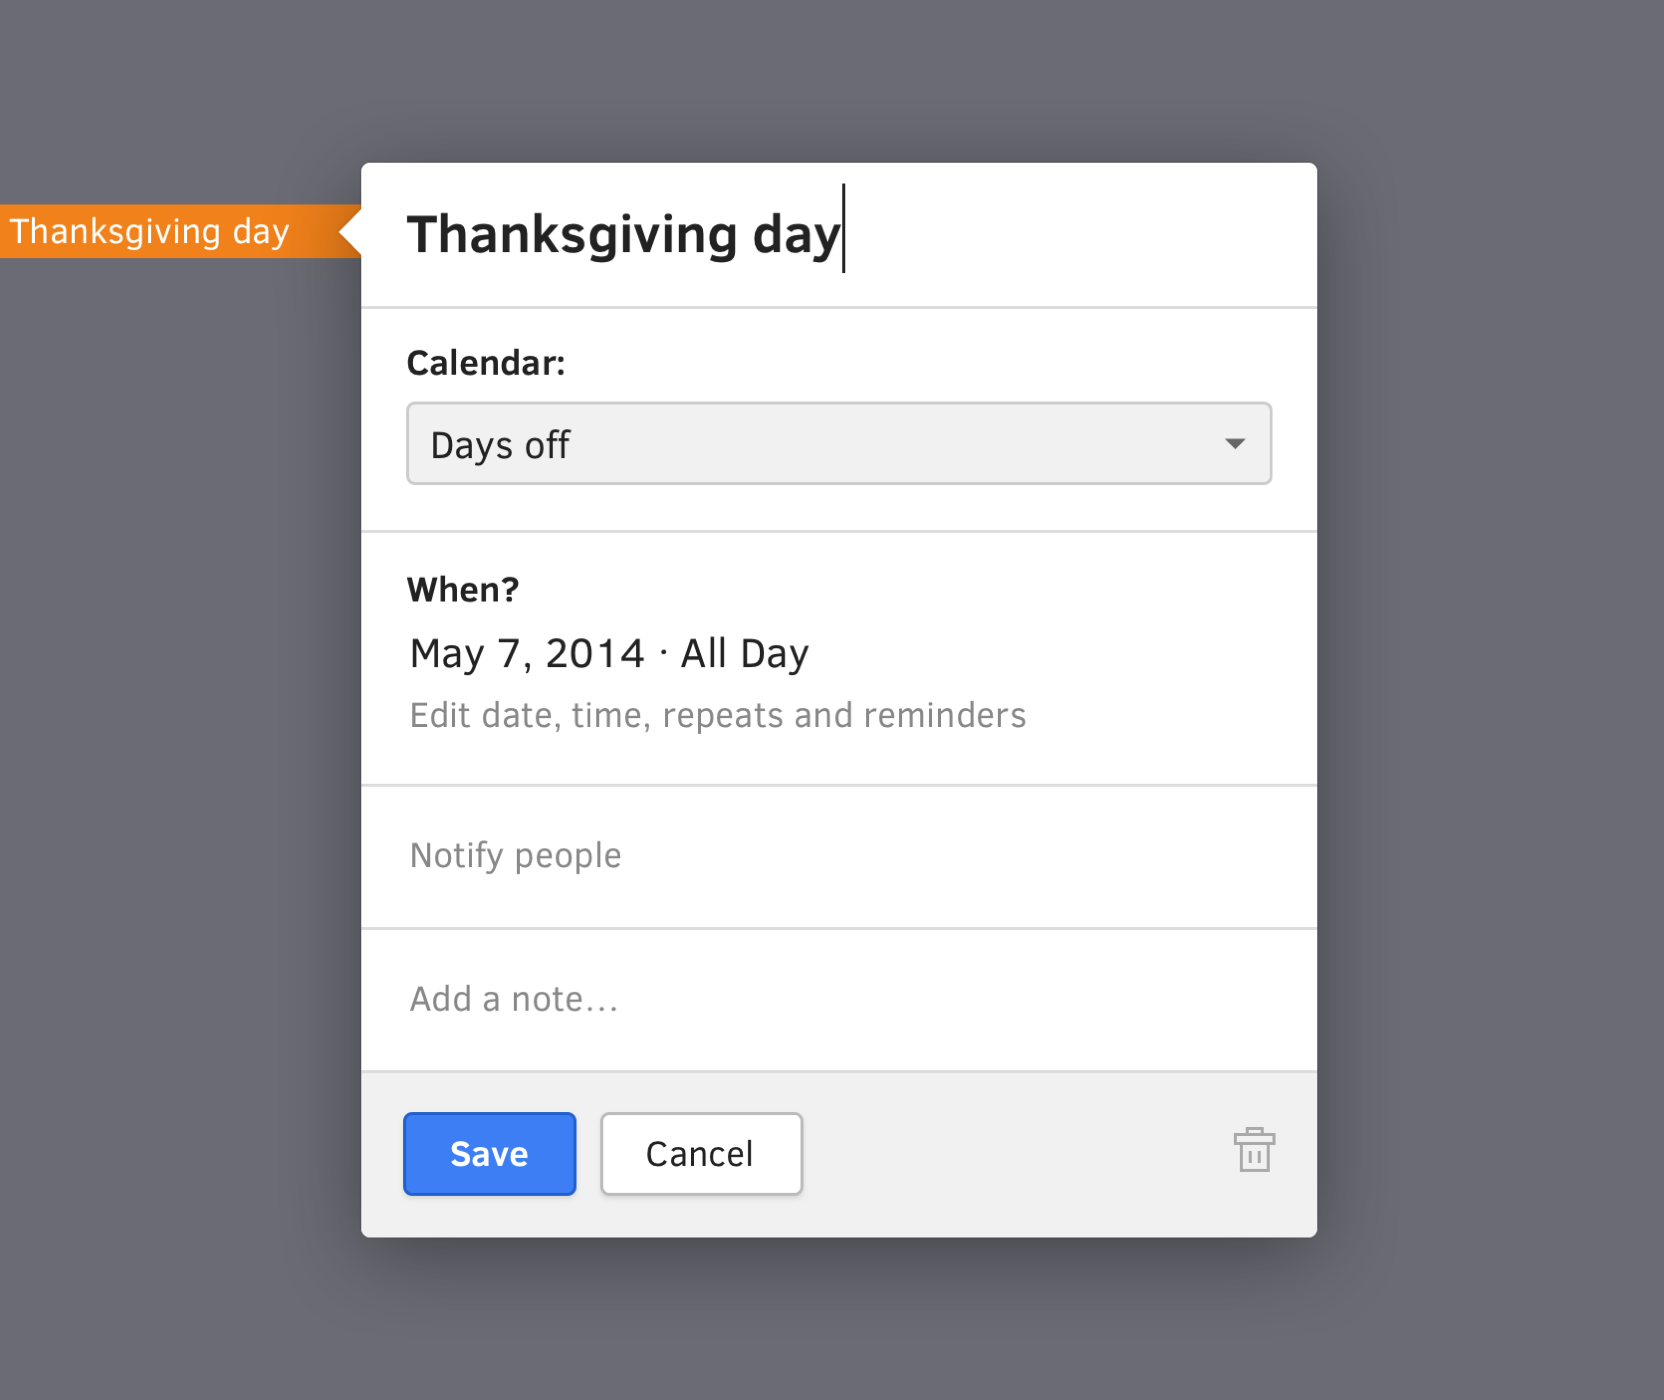 Thanksgiving day
Thanksgiving day
Calendar:
Days off
When?
May 7, 2014 · All Day
Edit date, time, repeats and reminders
Notify people
Add a note…
Save
Cancel